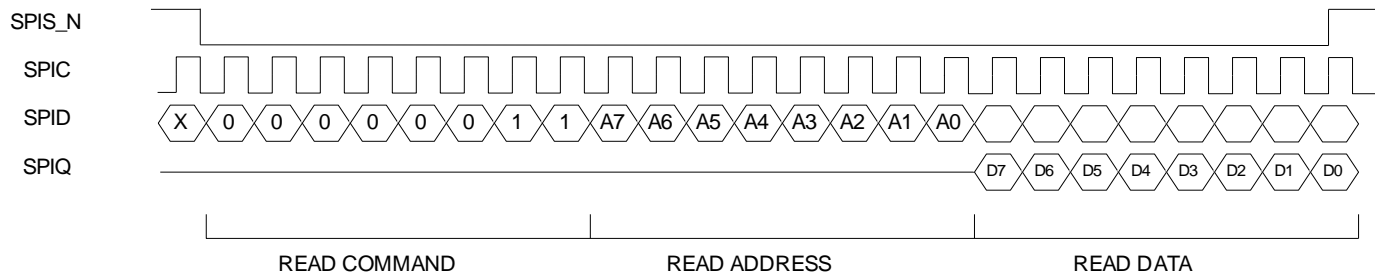 SPIS_N
SPIC
SPID X 0 0 0 0 0 0 1 1 A7 A6 A5 A4 A3 A2 A1 A0
SPIQ D7 D6 D5 D4 D3 D2 D1 D0
READ COMMAND READ ADDRESS READ DATA